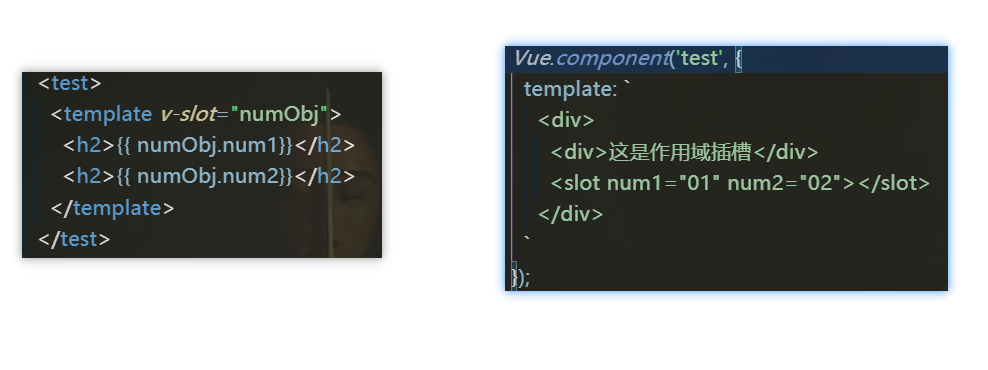 <test>
<template v-slot="numObj">
<h2>{{ numObj.num1}}</h2>
<h2>{{ numObj.num2}}</h2>
</template>
</test>
Vue.component('test', {
template: `
<div>
<div>这是作用域插槽</div>
<slot num1="01" num2="02"></slot>
</div>
`
});